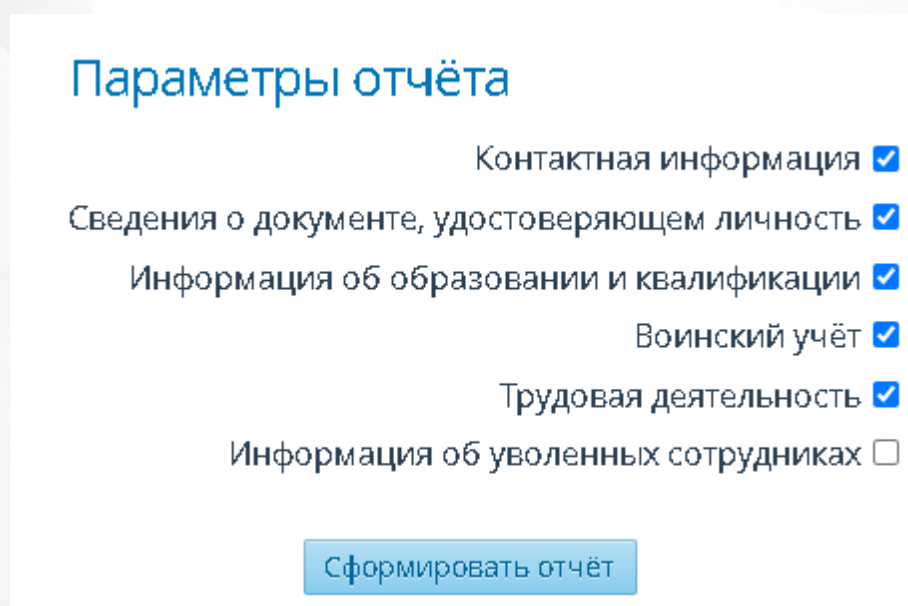 Параметры отчёта
Контактная информация
Сведения о документе, удостоверяющем личность
Информация об образовании и квалификации
Воинский учёт
Трудовая деятельность
Информация об уволенных сотрудниках
Сформировать отчёт